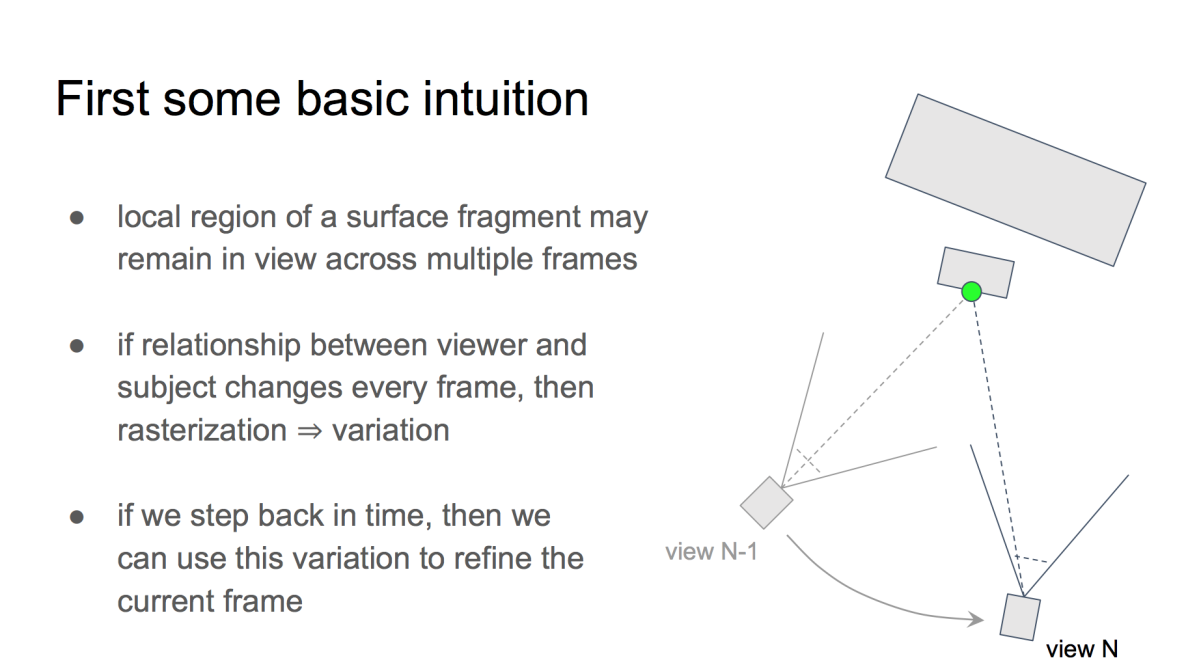 First some basic intuition
● local region of a surface fragment may
remain in view across multiple frames
● if relationship between viewer and
subject changes every frame, then
rasterization ⇒ variation
● if we step back in time, then we
can use this variation to refine the
current frame
view N-1
view N